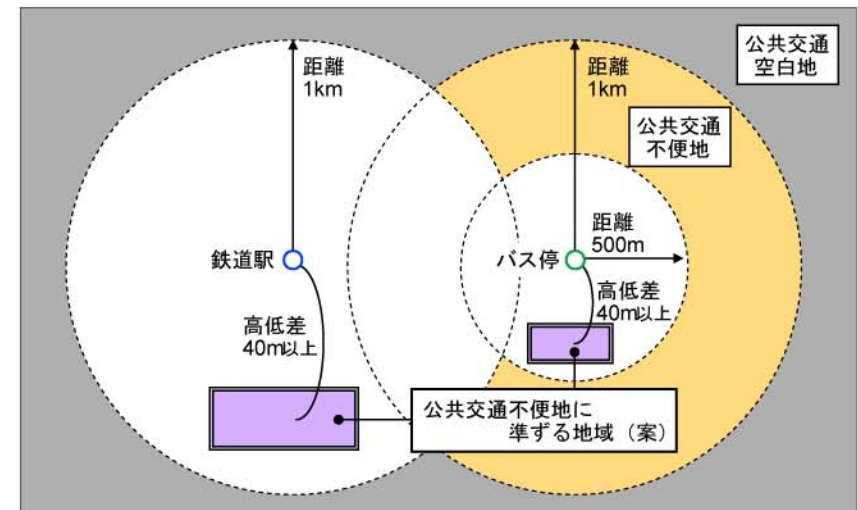 公共交通
空白地
距離
1km
距離
1km
公共交通
不便地
距離
500m
鉄道駅
バス停
高低差
40m以上
高低差
40m以上
公共交通不便地に
準ずる地域（案）